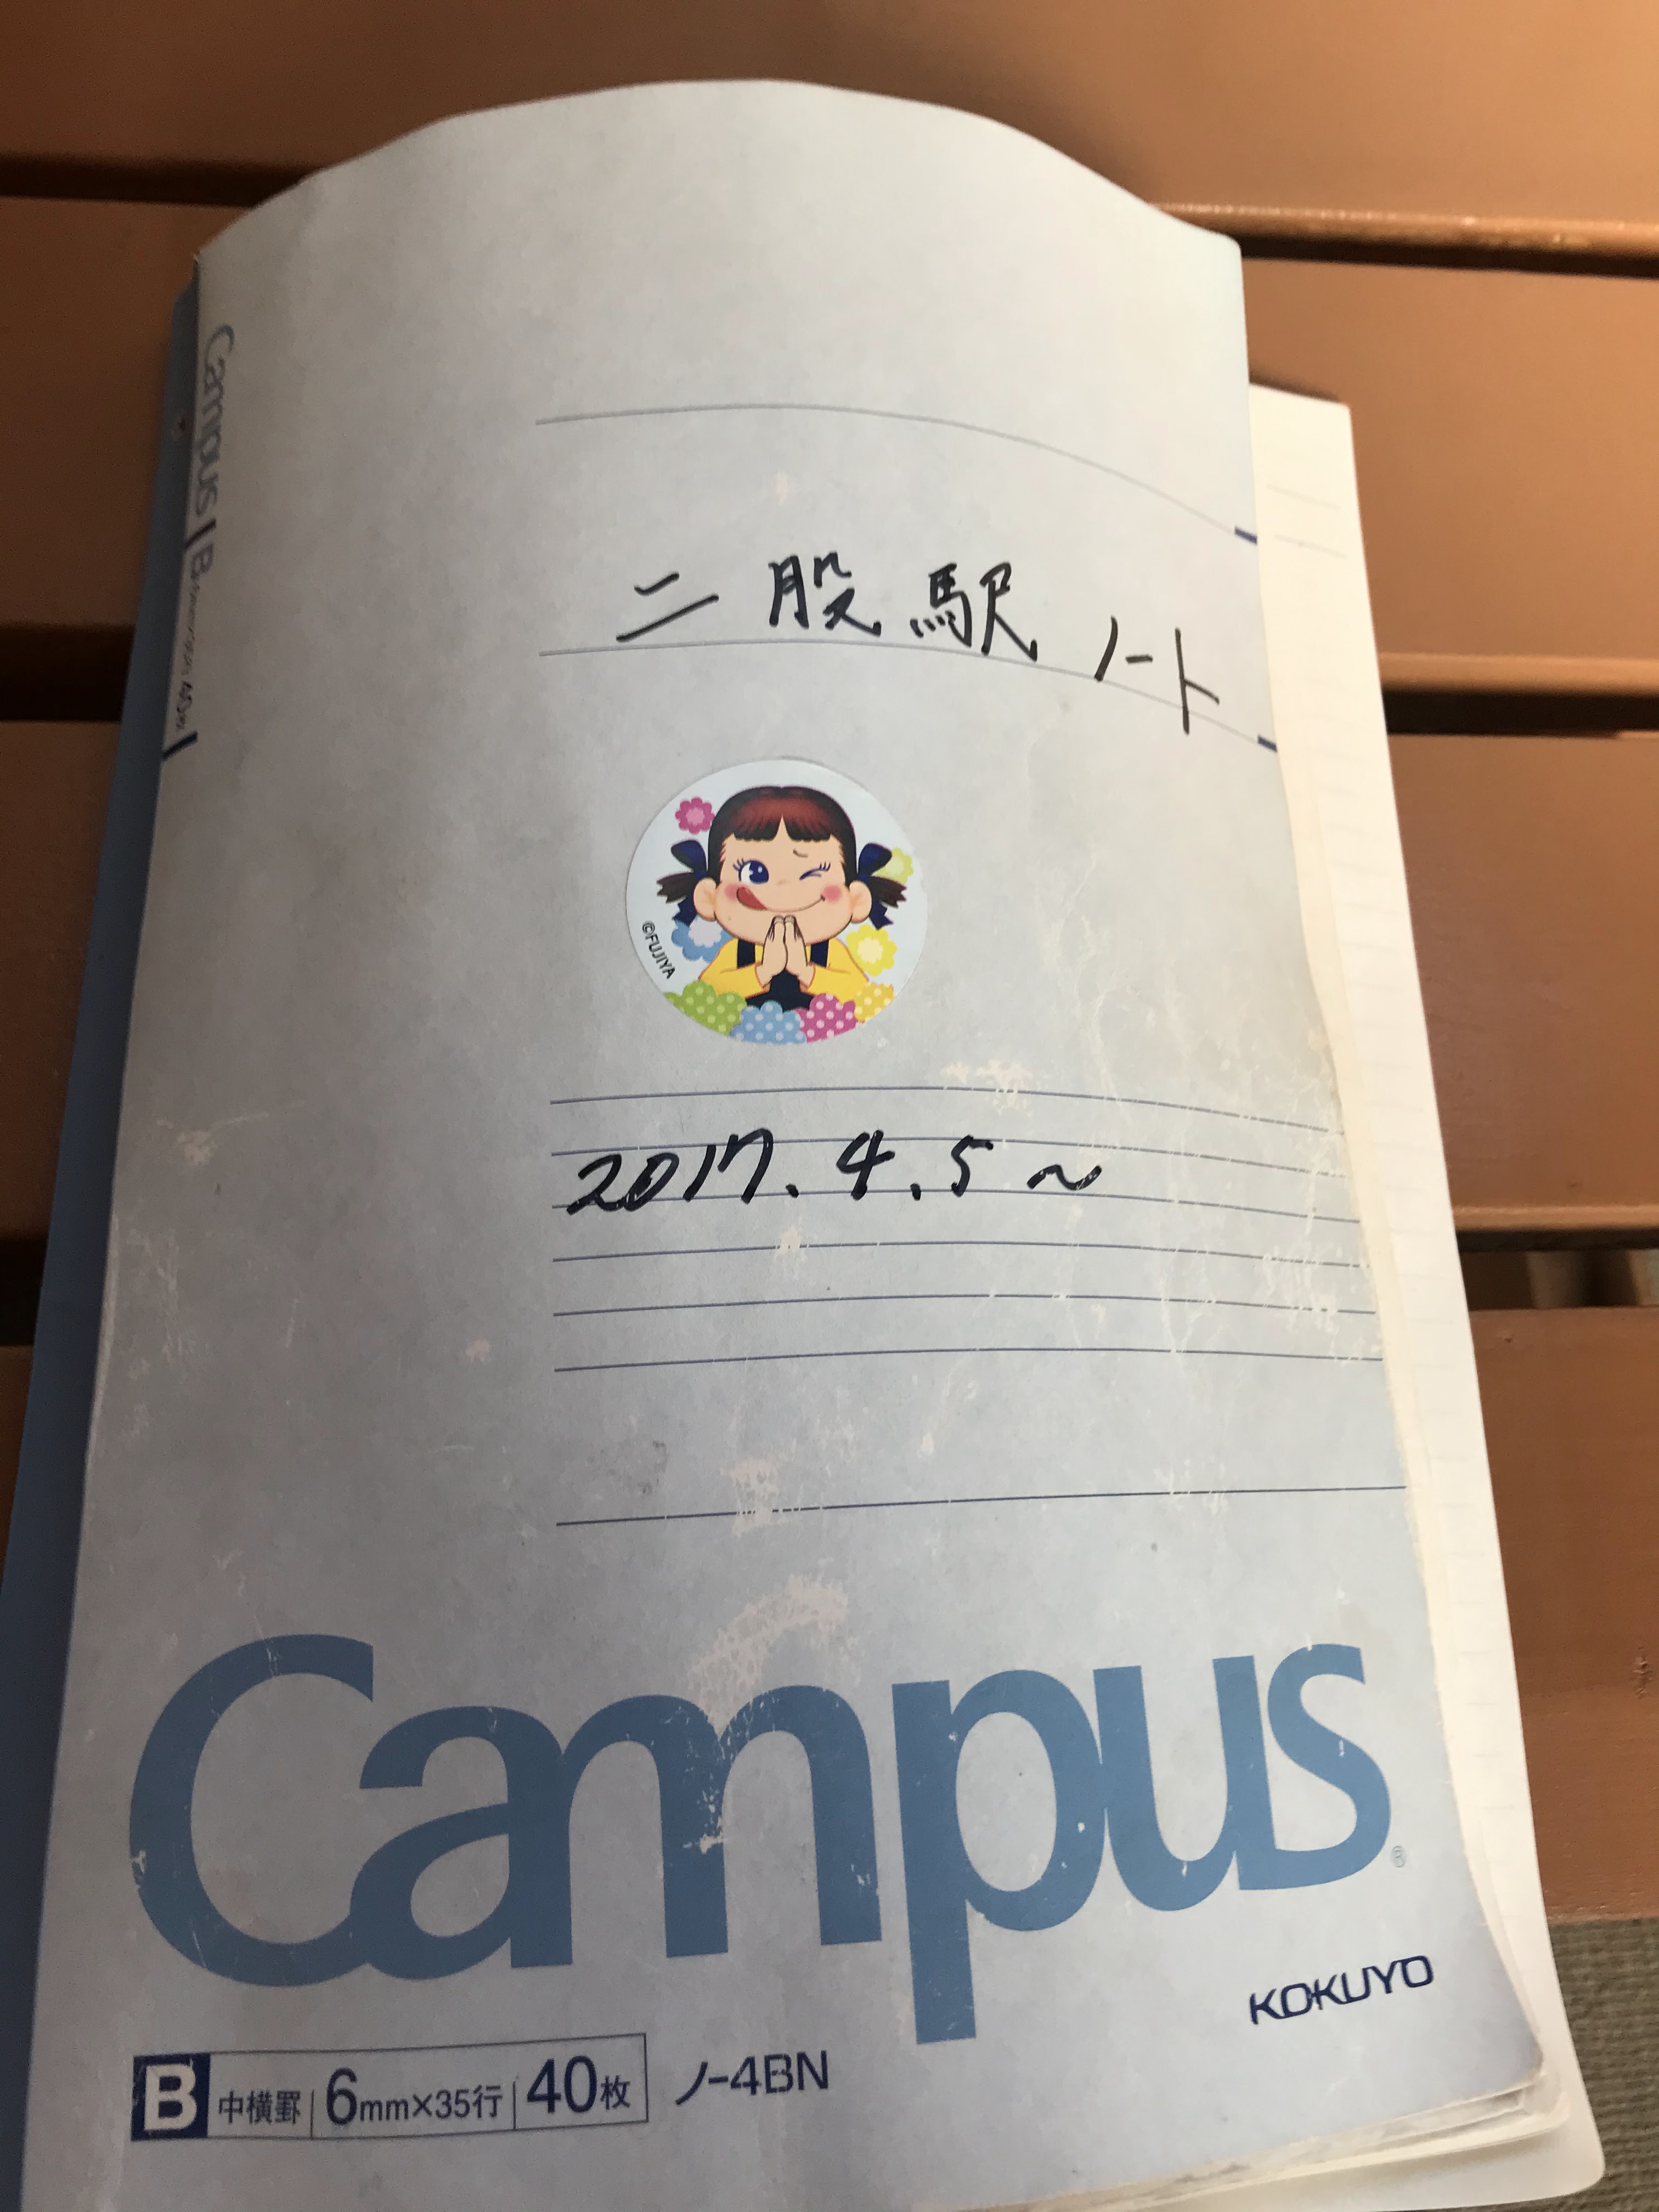 二股駅ノート
©FUJIYA
2017.4.5~
Campus
KOKUYO
B 中横罫 6mm×35行 40枚 ノ-4BN
Campus B 40